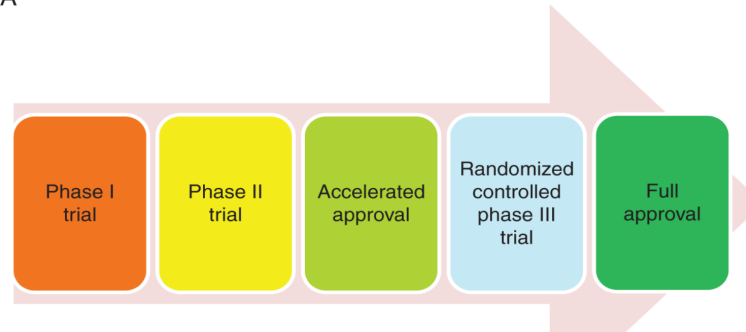 A
Phase I
trial
Phase II
trial
Accelerated
approval
Randomized
controlled
phase III
trial
Full
approval